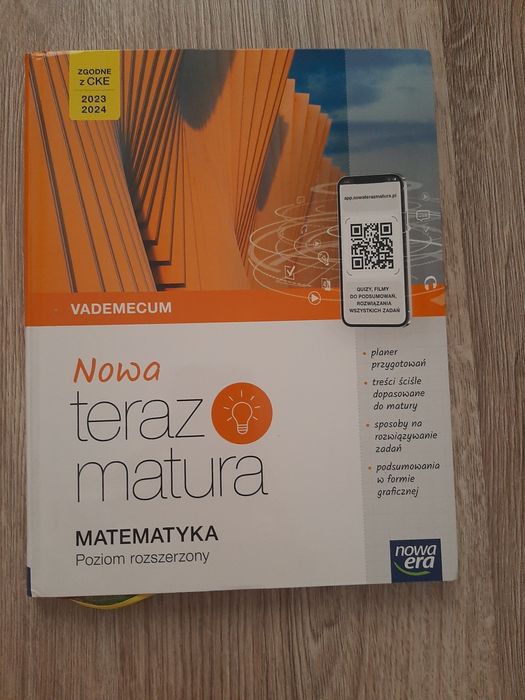 ZGODNE
z CKE
2023
2024
app.nowaterazmatura.pl
QUIZY, FILMY
DO PODSUMOWAŃ,
ROZWIĄZANIA
WSZYSTKICH ZADAŃ
VADEMECUM
Nowa
teraz
matura
MATEMATYKA
Poziom rozszerzony
• planer
przygotowań
• treści ściśle
dopasowane
do matury
• sposoby na
rozwiązywanie
zadań
• podsumowania
w formie
graficznej
nowa
era